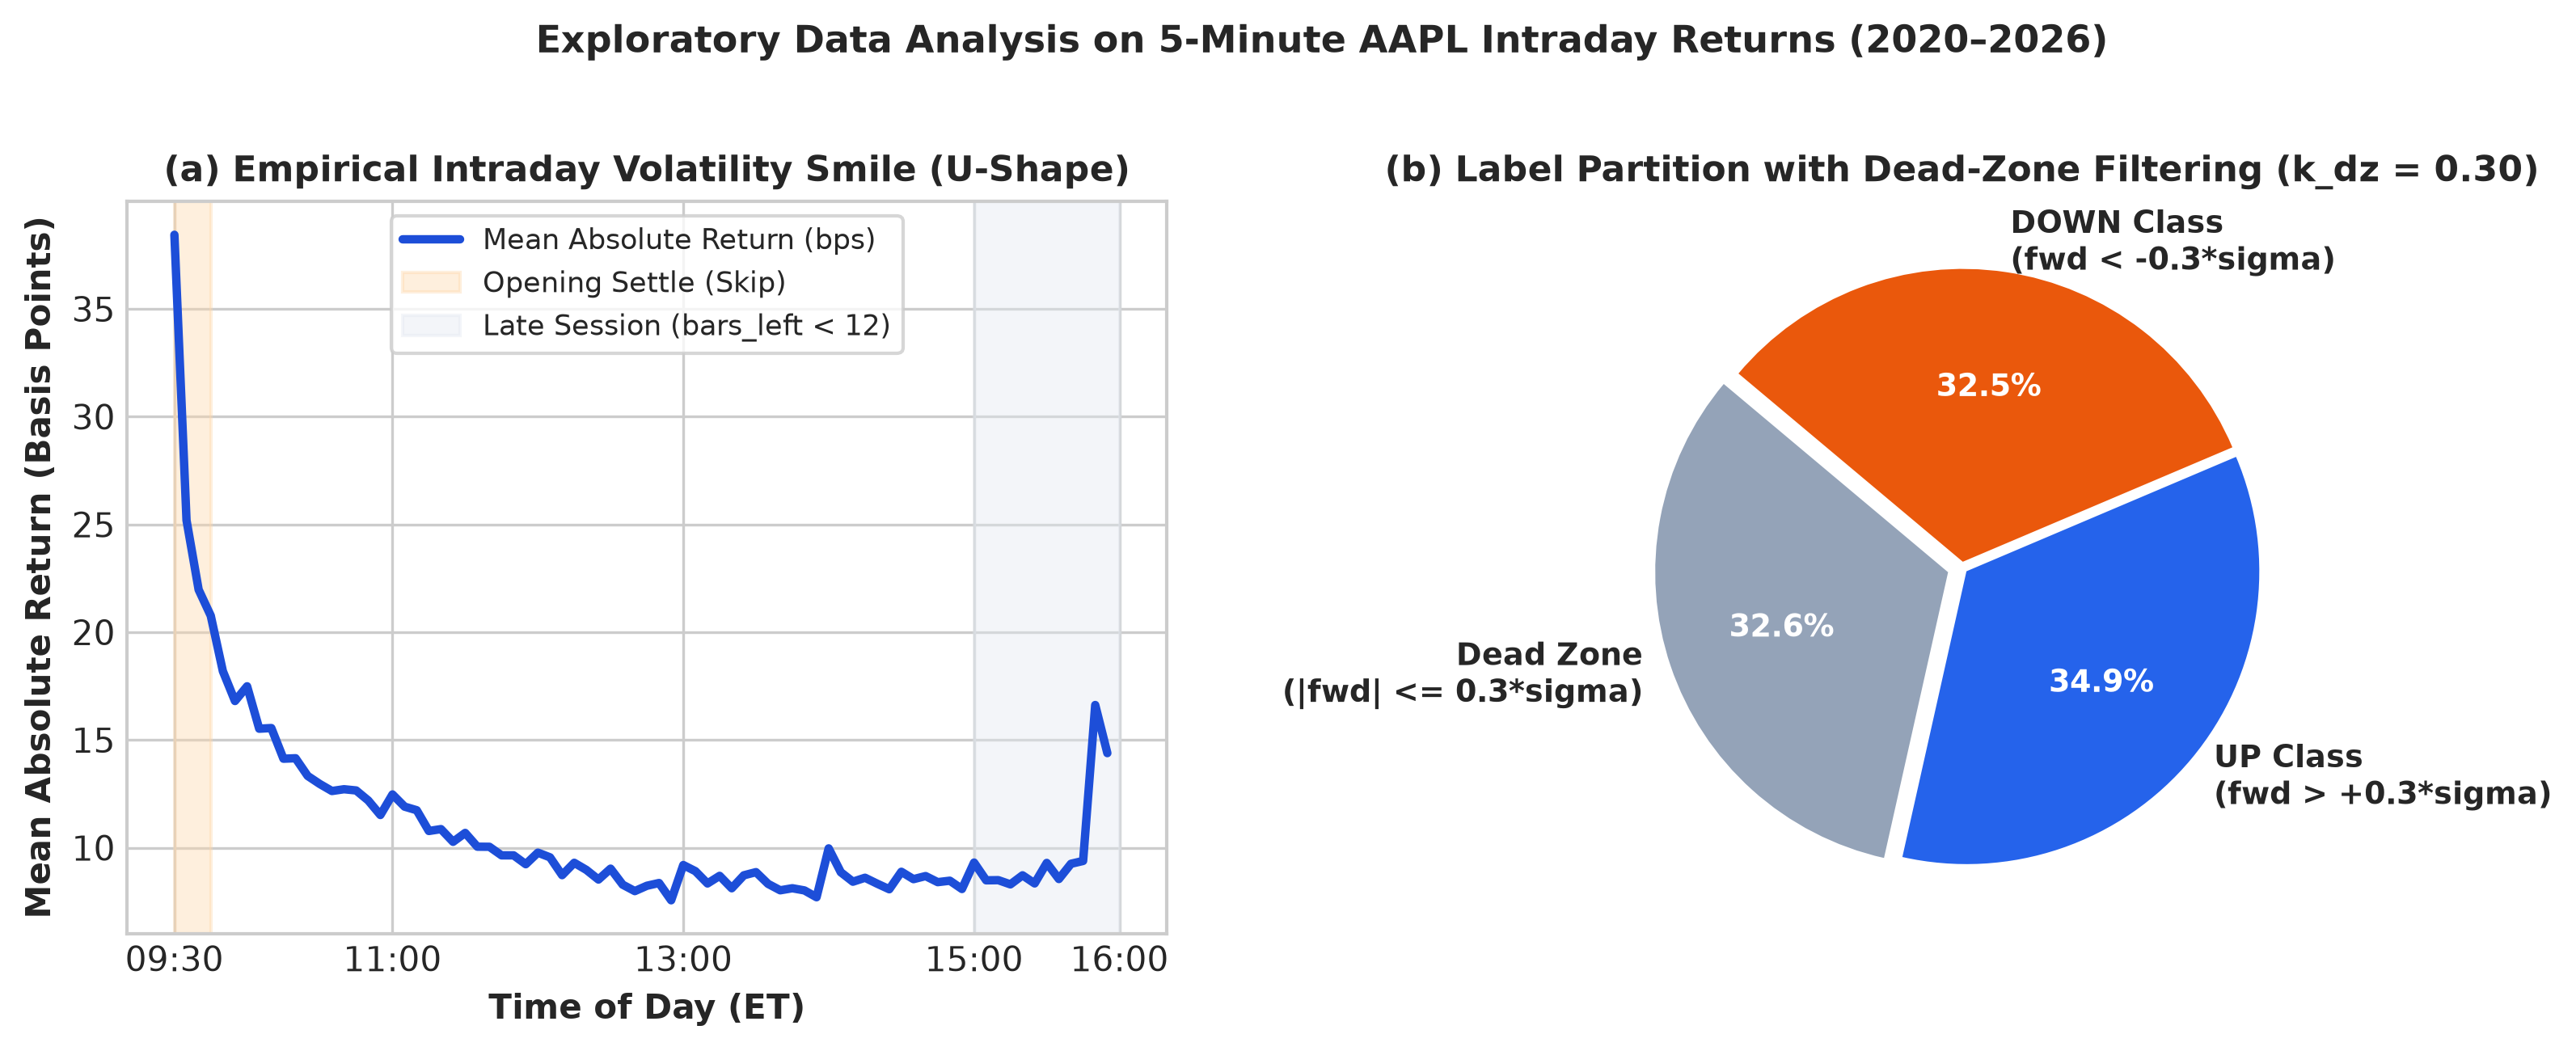 Exploratory Data Analysis on 5-Minute AAPL Intraday Returns (2020–2026)
(a) Empirical Intraday Volatility Smile (U-Shape)
Mean Absolute Return (Basis Points)
35
30
25
20
15
10
Mean Absolute Return (bps)
Opening Settle (Skip)
Late Session (bars_left < 12)
09:30
11:00
13:00
15:00
16:00
Time of Day (ET)
(b) Label Partition with Dead-Zone Filtering (k_dz = 0.30)
DOWN Class
(fwd < -0.3*sigma)
32.5%
32.6%
Dead Zone
(|fwd| <= 0.3*sigma)
34.9%
UP Class
(fwd > +0.3*sigma)